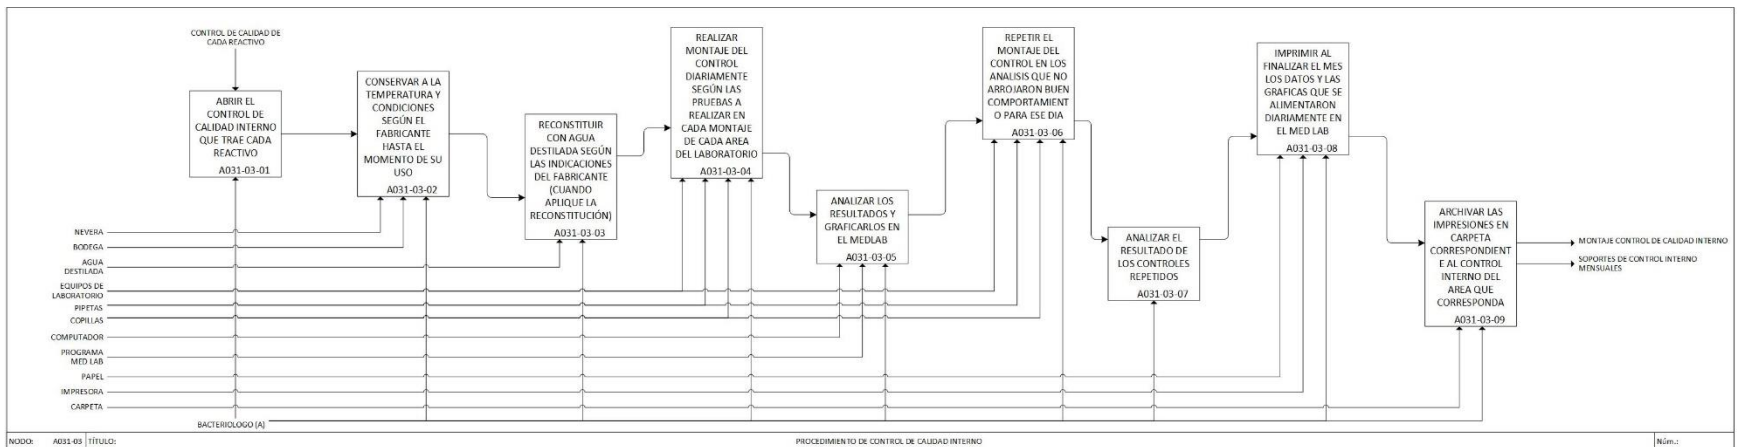 CONTROL DE CALIDAD DE
CADA REACTIVO
ABRIR EL
CONTROL DE
CALIDAD INTERNO
QUE TRAE CADA
REACTIVO
A031-03-01
CONSERVAR A LA
TEMPERATURA Y
CONDICIONES
SEGÚN EL
FABRICANTE
HASTA EL
MOMENTO DE SU
USO
A031-03-02
RECONSTITUIR
CON AGUA
DESTILADA SEGÚN
LAS INDICACIONES
DEL FABRICANTE
(CUANDO
APLIQUE LA
RECONSTITUCIÓN)
A031-03-03
REALIZAR
MONTAJE DEL
CONTROL
DIARIAMENTE
SEGÚN LAS
PRUEBAS A
REALIZAR EN
CADA MONTAJE
DE CADA AREA
DEL LABORATORIO
A031-03-04
ANALIZAR LOS
RESULTADOS Y
GRAFICARLOS EN
EL MEDLAB
A031-03-05
REPETIR EL
MONTAJE DEL
CONTROL EN LOS
ANALISIS QUE NO
ARROJARON BUEN
COMPORTAMIENT
O PARA ESE DIA
A031-03-06
ANALIZAR EL
RESULTADO DE
LOS CONTROLES
REPETIDOS
A031-03-07
IMPRIMIR AL
FINALIZAR EL MES
LOS DATOS Y LAS
GRAFICAS QUE SE
ALIMENTARON
DIARIAMENTE EN
EL MED LAB
A031-03-08
ARCHIVAR LAS
IMPRESIONES EN
CARPETA
CORRESPONDIENT
E AL CONTROL
INTERNO DEL
AREA QUE
CORRESPONDA
A031-03-09
MONTAJE CONTROL DE CALIDAD INTERNO
SOPORTES DE CONTROL INTERNO
MENSUALES
NEVERA
BODEGA
AGUA
DESTILADA
EQUIPOS DE
LABORATORIO
PIPETAS
COPILLAS
COMPUTADOR
PROGRAMA
MED LAB
PAPEL
IMPRESORA
CARPETA
BACTERIOLOGO (A)
NODO: A031-03 TÍTULO: PROCEDIMIENTO DE CONTROL DE CALIDAD INTERNO Núm.: